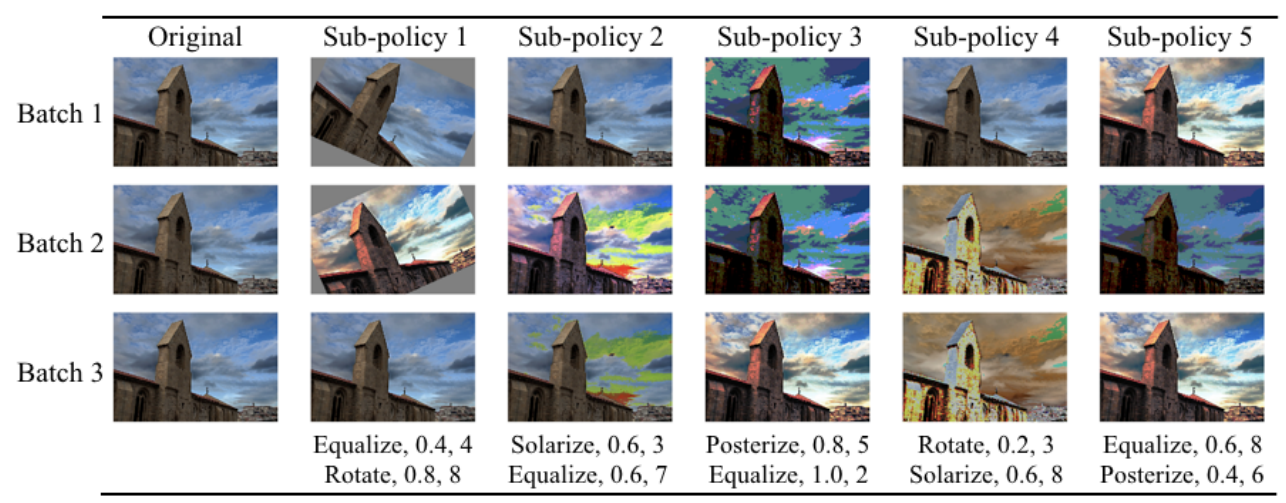 Original Sub-policy 1 Sub-policy 2 Sub-policy 3 Sub-policy 4 Sub-policy 5
Batch 1
Batch 2
Batch 3
Equalize, 0.4, 4 Solarize, 0.6, 3 Posterize, 0.8, 5 Rotate, 0.2, 3 Equalize, 0.6, 8
Rotate, 0.8, 8 Equalize, 0.6, 7 Equalize, 1.0, 2 Solarize, 0.6, 8 Posterize, 0.4, 6